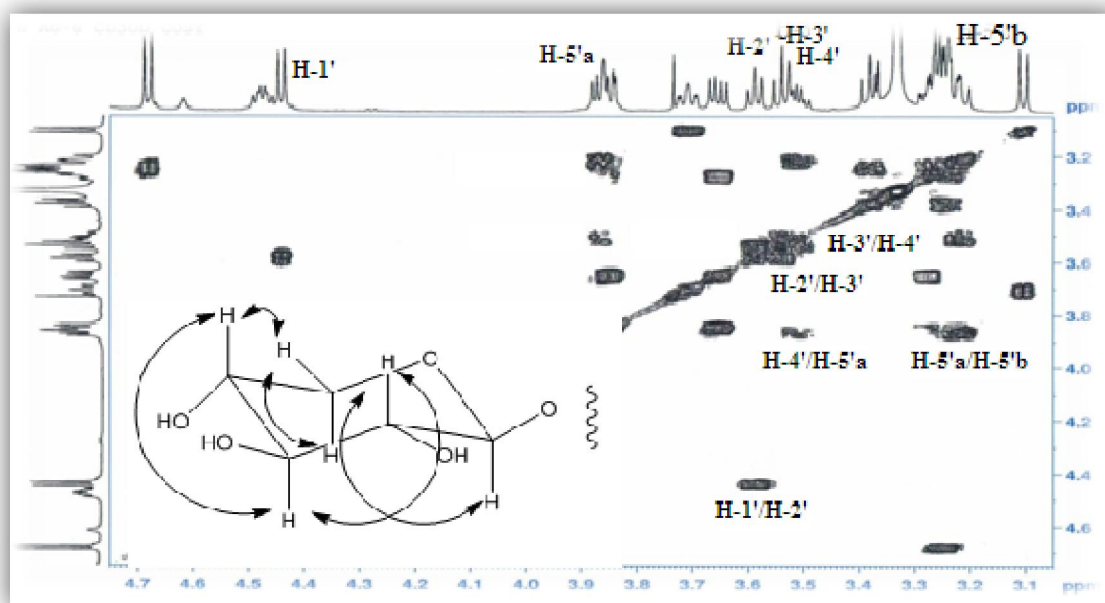 H-1'
H-5'a
H-2'
H-3'
H-4'
H-5'b
ppm
3.2
3.4
3.6
3.8
4.0
4.2
4.4
4.6
ppm
H-3'/H-4'
H-2'/H-3'
H-4'/H-5'a
H-5'a/H-5'b
H-1'/H-2'
H
H
H
C
O
HO
HO
H
OH
H
H
4.7
4.6
4.5
4.4
4.3
4.2
4.1
4.0
3.9
3.8
3.7
3.6
3.5
3.4
3.3
3.2
3.1